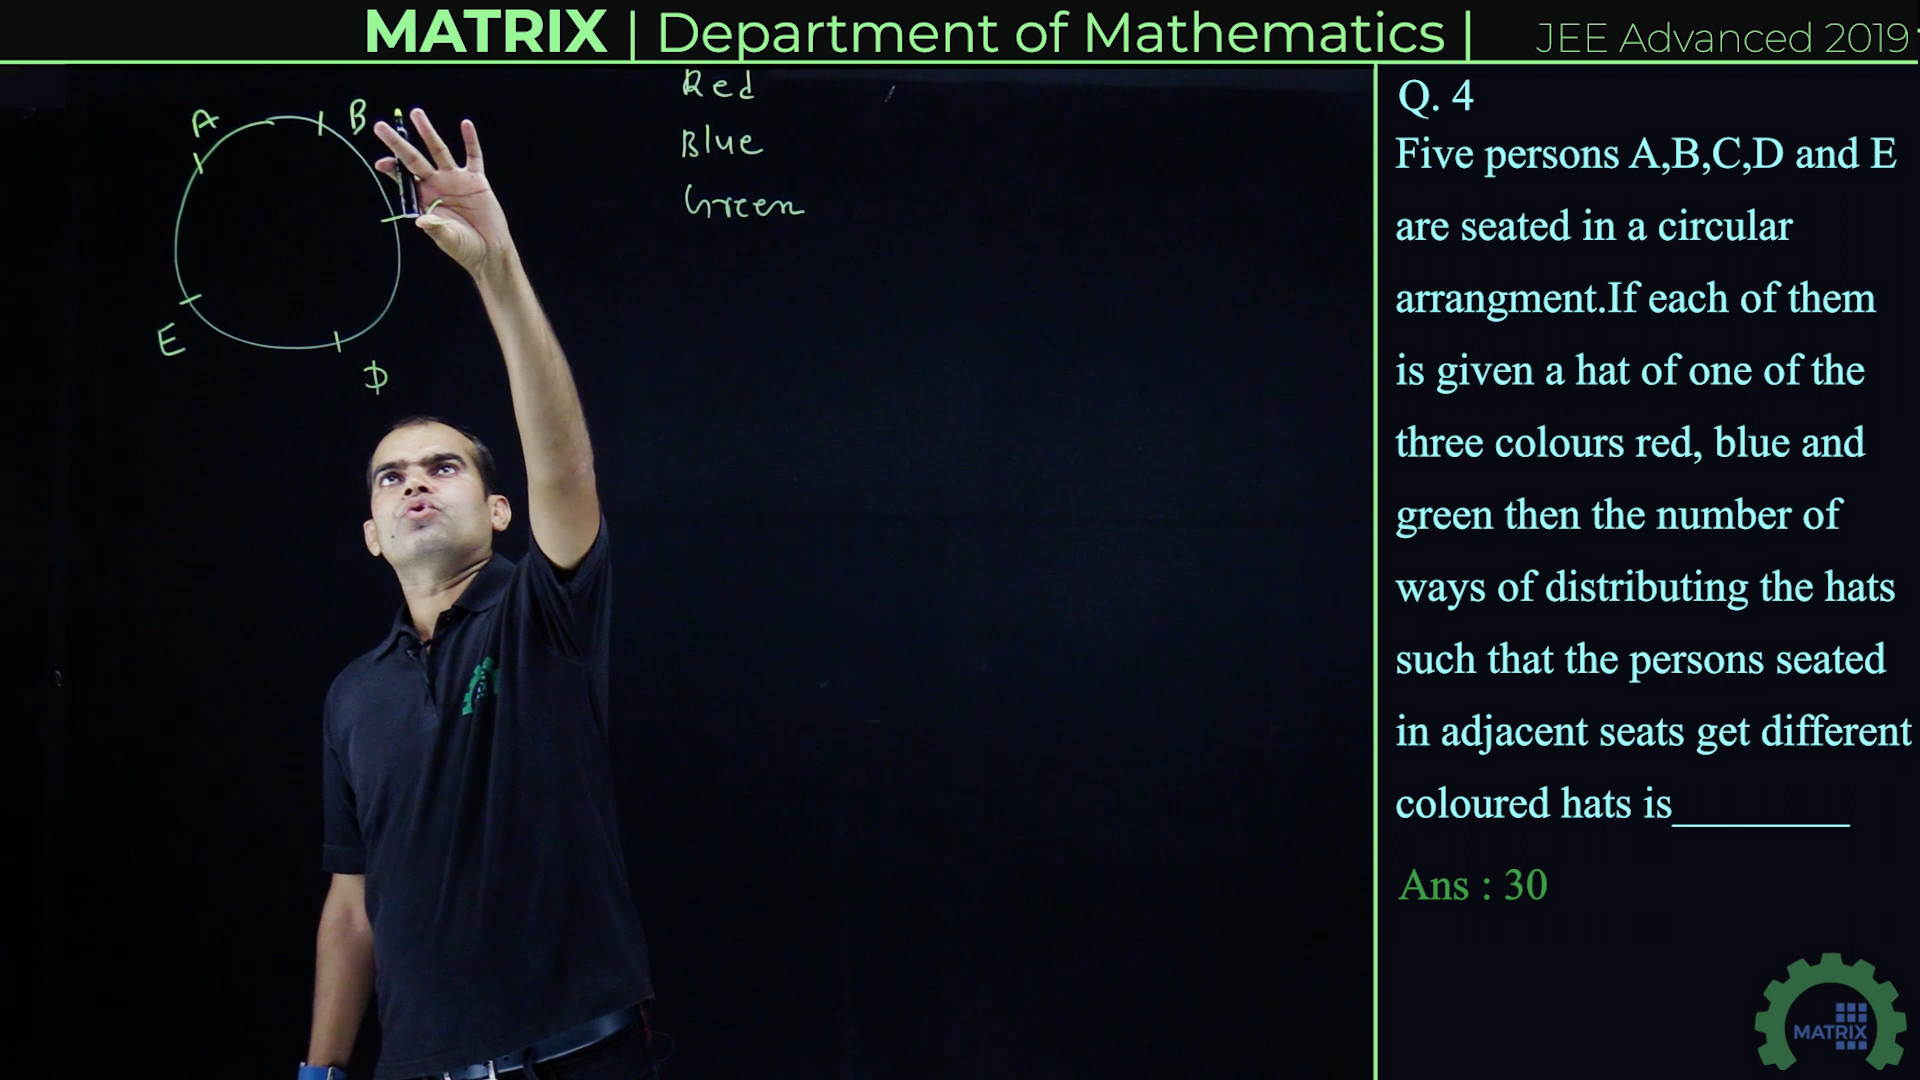 MATRIX | Department of Mathematics | JEE Advanced 2019
Red
Blue
Green
A
B
E
D
Q. 4
Five persons A,B,C,D and E
are seated in a circular
arrangment.If each of them
is given a hat of one of the
three colours red, blue and
green then the number of
ways of distributing the hats
such that the persons seated
in adjacent seats get different
coloured hats is_________
Ans : 30
MATRIX